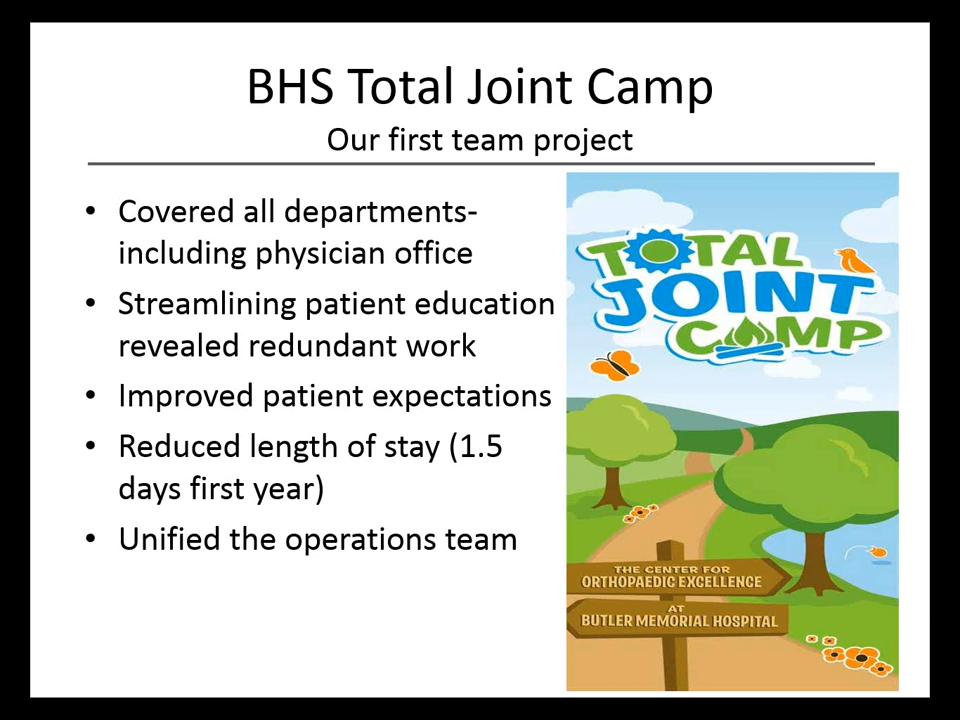 BHS Total Joint Camp
Our first team project
• Covered all departments-
including physician office
• Streamlining patient education
revealed redundant work
• Improved patient expectations
• Reduced length of stay (1.5
days first year)
• Unified the operations team
TOTAL
JOINT
CAMP
THE CENTER FOR
ORTHOPAEDIC EXCELLENCE
AT
BUTLER MEMORIAL HOSPITAL